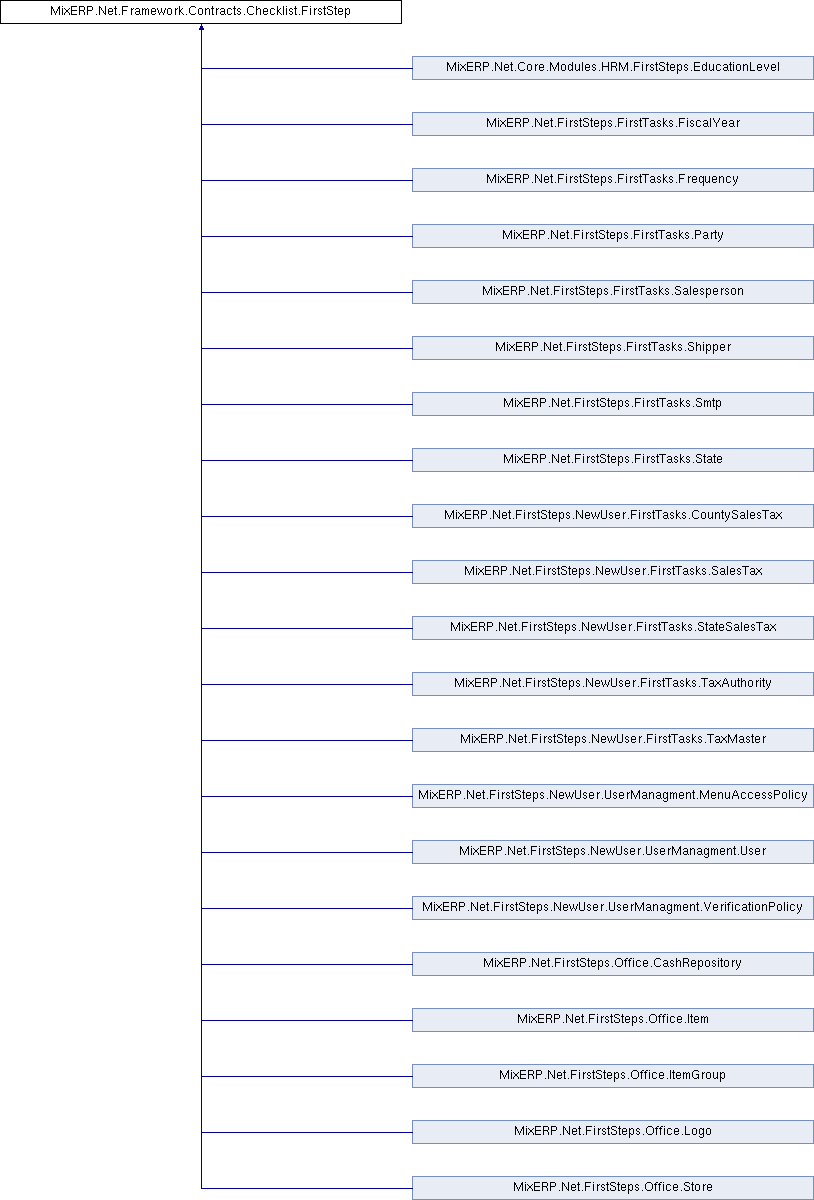 MixERP.Net.Framework.Contracts.Checklist.FirstStep
MixERP.Net.Core.Modules.HRM.FirstSteps.EducationLevel
MixERP.Net.FirstSteps.FirstTasks.FiscalYear
MixERP.Net.FirstSteps.FirstTasks.Frequency
MixERP.Net.FirstSteps.FirstTasks.Party
MixERP.Net.FirstSteps.FirstTasks.Salesperson
MixERP.Net.FirstSteps.FirstTasks.Shipper
MixERP.Net.FirstSteps.FirstTasks.Smtp
MixERP.Net.FirstSteps.FirstTasks.State
MixERP.Net.FirstSteps.NewUser.FirstTasks.CountySalesTax
MixERP.Net.FirstSteps.NewUser.FirstTasks.SalesTax
MixERP.Net.FirstSteps.NewUser.FirstTasks.StateSalesTax
MixERP.Net.FirstSteps.NewUser.FirstTasks.TaxAuthority
MixERP.Net.FirstSteps.NewUser.FirstTasks.TaxMaster
MixERP.Net.FirstSteps.NewUser.UserManagment.MenuAccessPolicy
MixERP.Net.FirstSteps.NewUser.UserManagment.User
MixERP.Net.FirstSteps.NewUser.UserManagment.VerificationPolicy
MixERP.Net.FirstSteps.Office.CashRepository
MixERP.Net.FirstSteps.Office.Item
MixERP.Net.FirstSteps.Office.ItemGroup
MixERP.Net.FirstSteps.Office.Logo
MixERP.Net.FirstSteps.Office.Store